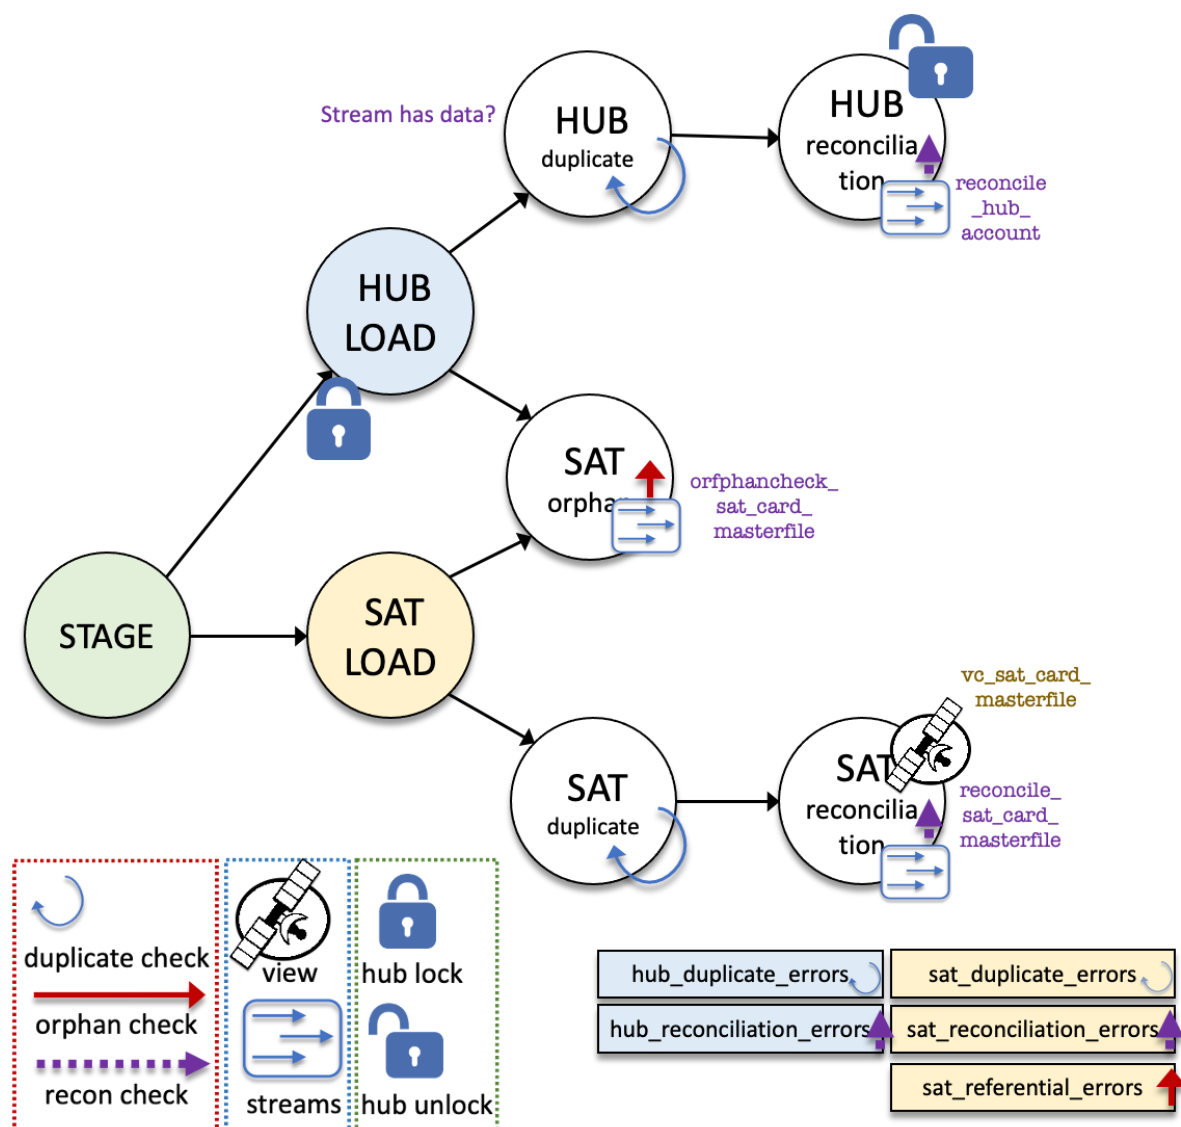 Stream has data?
HUB
duplicate
HUB
reconcilia
tion
reconcile
_hub_
account
HUB
LOAD
SAT
orphan
orfphancheck_
sat_card_
masterfile
STAGE
SAT
LOAD
vc_sat_card_
masterfile
SAT
duplicate
SAT
reconcilia
tion
reconcile_
sat_card_
masterfile
duplicate check
orphan check
recon check
view
streams
hub lock
hub unlock
hub_duplicate_errors
sat_duplicate_errors
hub_reconciliation_errors
sat_reconciliation_errors
sat_referential_errors